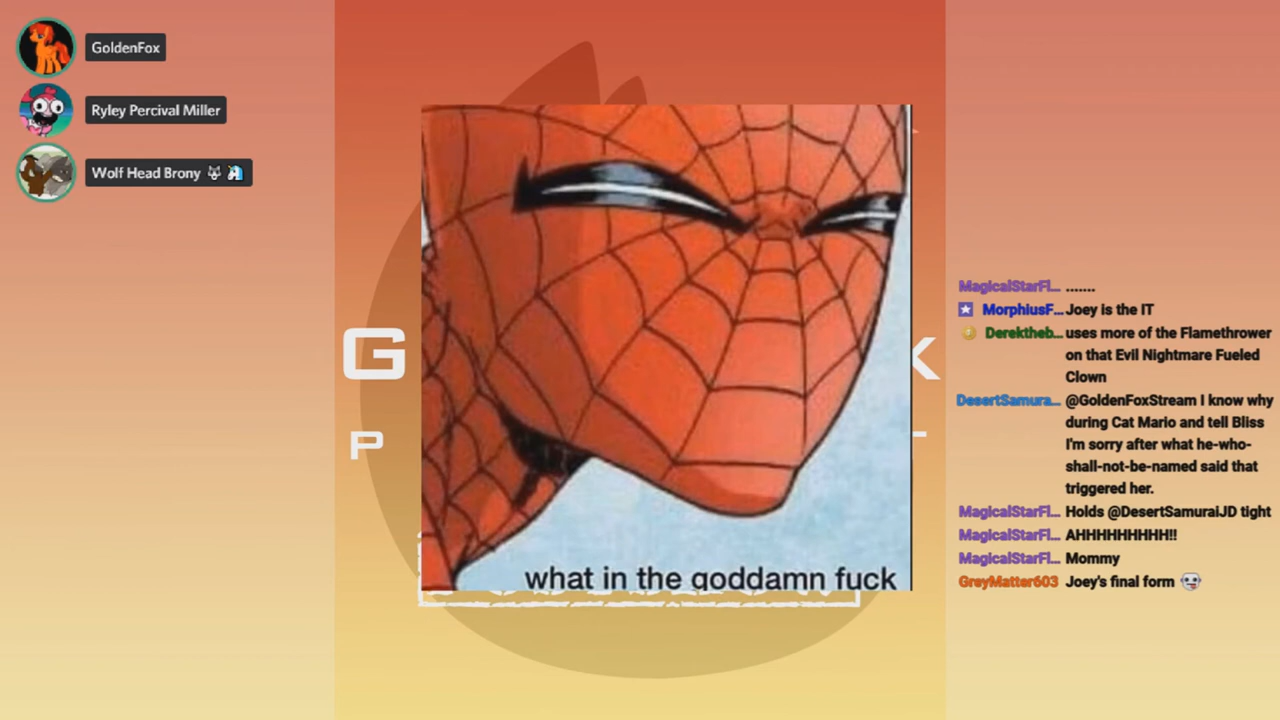 GoldenFox
Ryley Percival Miller
Wolf Head Brony
G
K
P
what in the goddamn fuck
MagicalStarFl... .......
MorphiusF... Joey is the IT
Derektheb... uses more of the Flamethrower
on that Evil Nightmare Fueled
Clown
DesertSamura... @GoldenFoxStream I know why
during Cat Mario and tell Bliss
I'm sorry after what he-who-
shall-not-be-named said that
triggered her.
MagicalStarFl... Holds @DesertSamuraiJD tight
MagicalStarFl... AHHHHHHHHH!!
MagicalStarFl... Mommy
GreyMatter603 Joey's final form